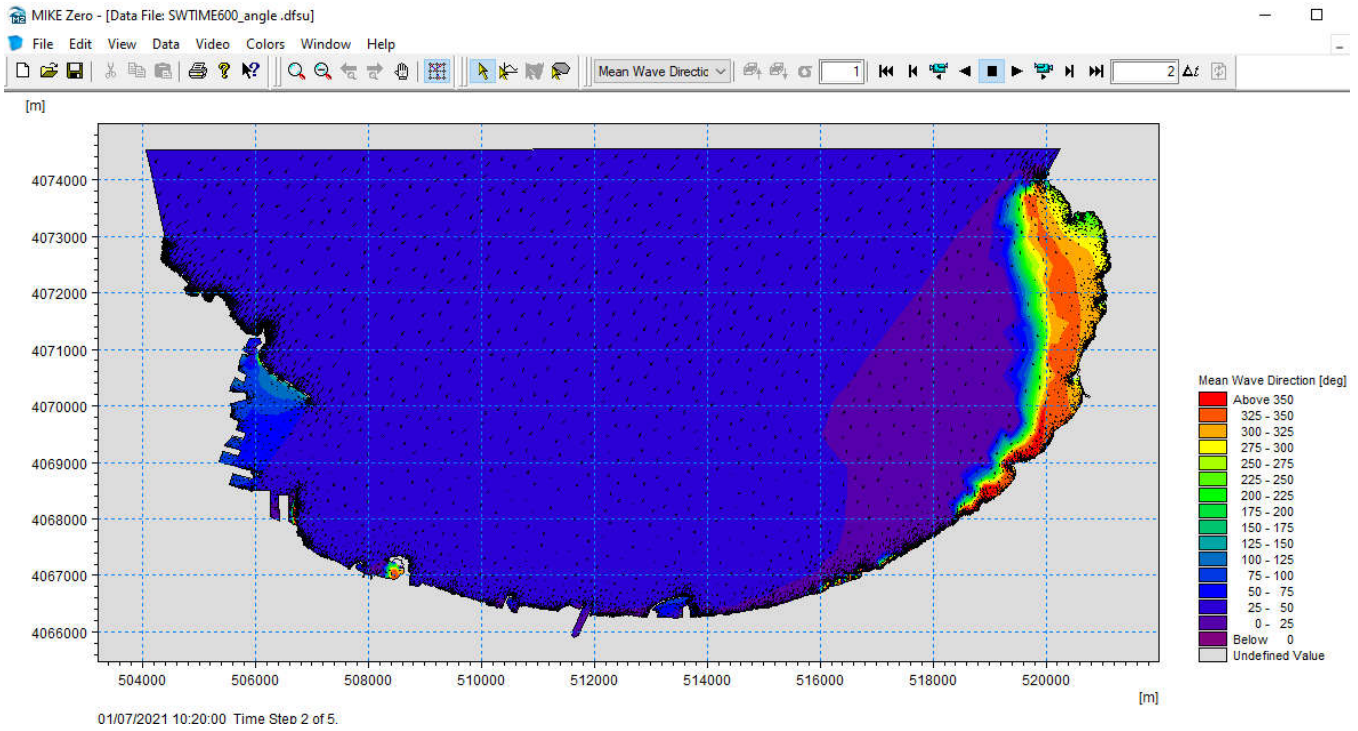 MIKE Zero - [Data File: SWTIME600_angle .dfsu]
File Edit View Data Video Colors Window Help
Mean Wave Directic 1 2 Δt
[m]
4074000
4073000
4072000
4071000
4070000
4069000
4068000
4067000
4066000
504000 506000 508000 510000 512000 514000 516000 518000 520000
[m]
Mean Wave Direction [deg]
Above 350
325 - 350
300 - 325
275 - 300
250 - 275
225 - 250
200 - 225
175 - 200
150 - 175
125 - 150
100 - 125
75 - 100
50 - 75
25 - 50
0 - 25
Below 0
Undefined Value
01/07/2021 10:20:00 Time Step 2 of 5.